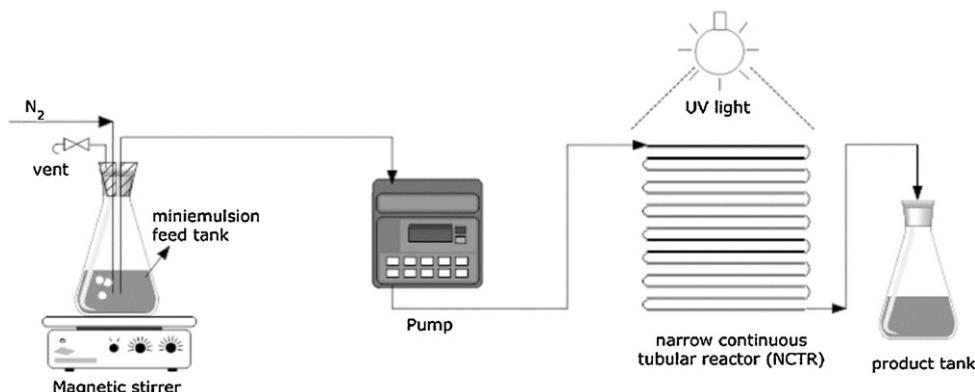 N2
vent
miniemulsion
feed tank
Magnetic stirrer
Pump
UV light
narrow continuous
tubular reactor (NCTR)
product tank